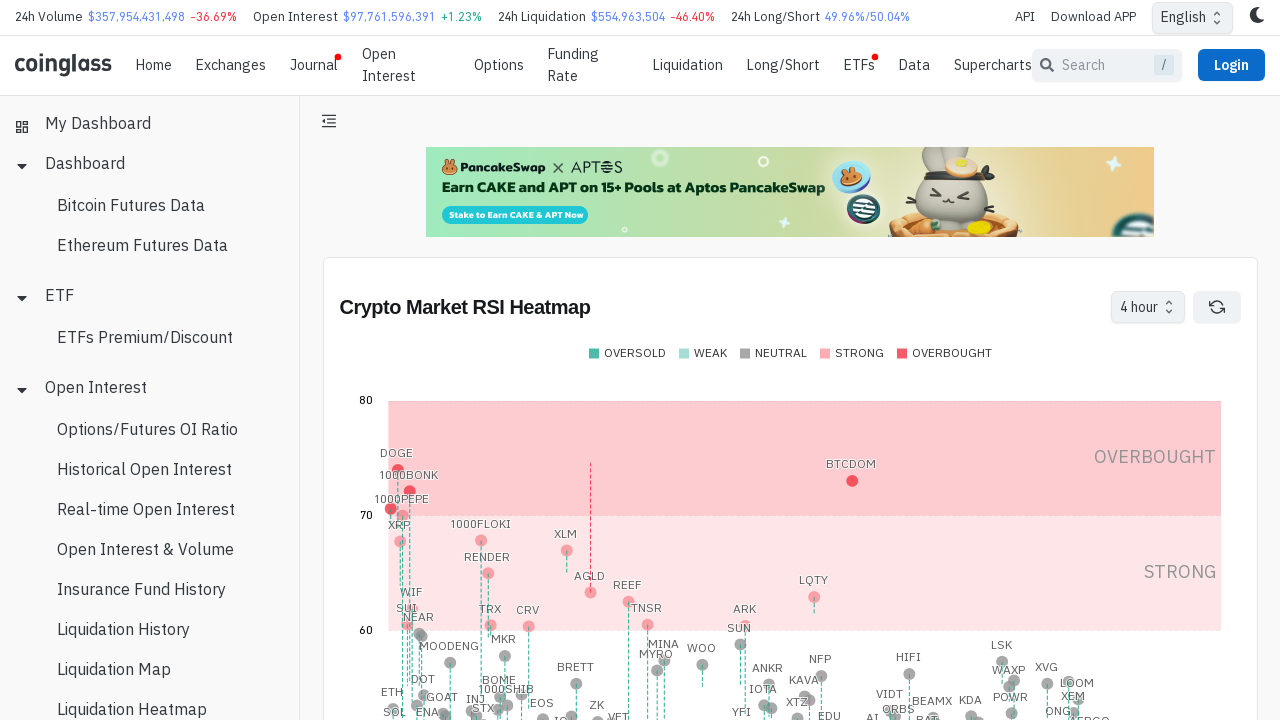 24h Volume $357,954,431,498 -36.69% Open Interest $97,761,596,391 +1.23% 24h Liquidation $554,963,504 -46.40% 24h Long/Short 49.96%/50.04% API Download APP English
coinglass Home Exchanges Journal Open Interest Options Funding Rate Liquidation Long/Short ETFs Data Supercharts Search / Login
My Dashboard
Dashboard
Bitcoin Futures Data
Ethereum Futures Data
ETF
ETFs Premium/Discount
Open Interest
Options/Futures OI Ratio
Historical Open Interest
Real-time Open Interest
Open Interest & Volume
Insurance Fund History
Liquidation History
Liquidation Map
Liquidation Heatmap
PancakeSwap × APTOS
Earn CAKE and APT on 15+ Pools at Aptos PancakeSwap
Stake to Earn CAKE & APT Now
Crypto Market RSI Heatmap 4 hour
OVERSOLD WEAK NEUTRAL STRONG OVERBOUGHT
80
DOGE OVERBOUGHT
BTCDOM
1000BONK
1000PEPE
70
XRP 1000FLOKI
XLM
RENDER
STRONG
AGLD LQTY
WIF REEF
SUI TRX CRV TNSR ARK
NEAR
60 SUN
MOODENG MKR MINA WOO LSK
MYRO NFP HIFI
BRETT ANKR WAXP XVG
DOT BOME KAVA LOOM
ETH 1000SHIB IOTA VIDT
GOAT INJ EOS XTZ BEAMX KDA POWR XEM
SOL ENA STX ZK YFI ORBS ONG
VET EDU